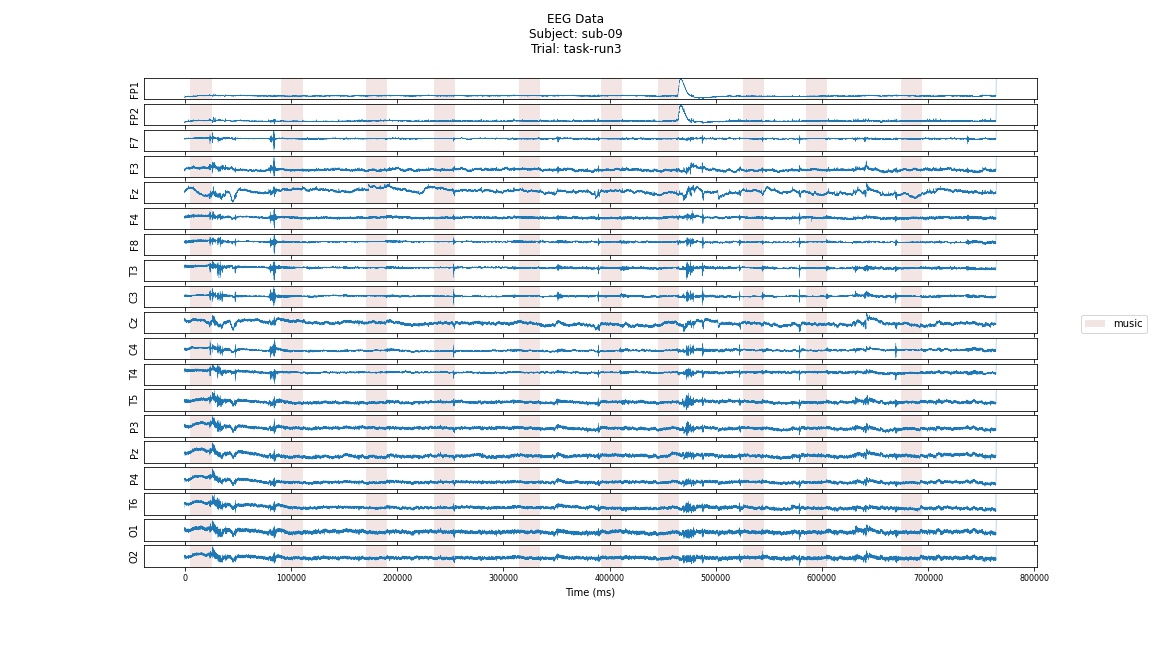 EEG Data
Subject: sub-09
Trial: task-run3
FP1
FP2
F7
F3
Fz
F4
F8
T3
C3
Cz
C4
T4
T5
P3
Pz
P4
T6
O1
O2
music
0 100000 200000 300000 400000 500000 600000 700000 800000
Time (ms)